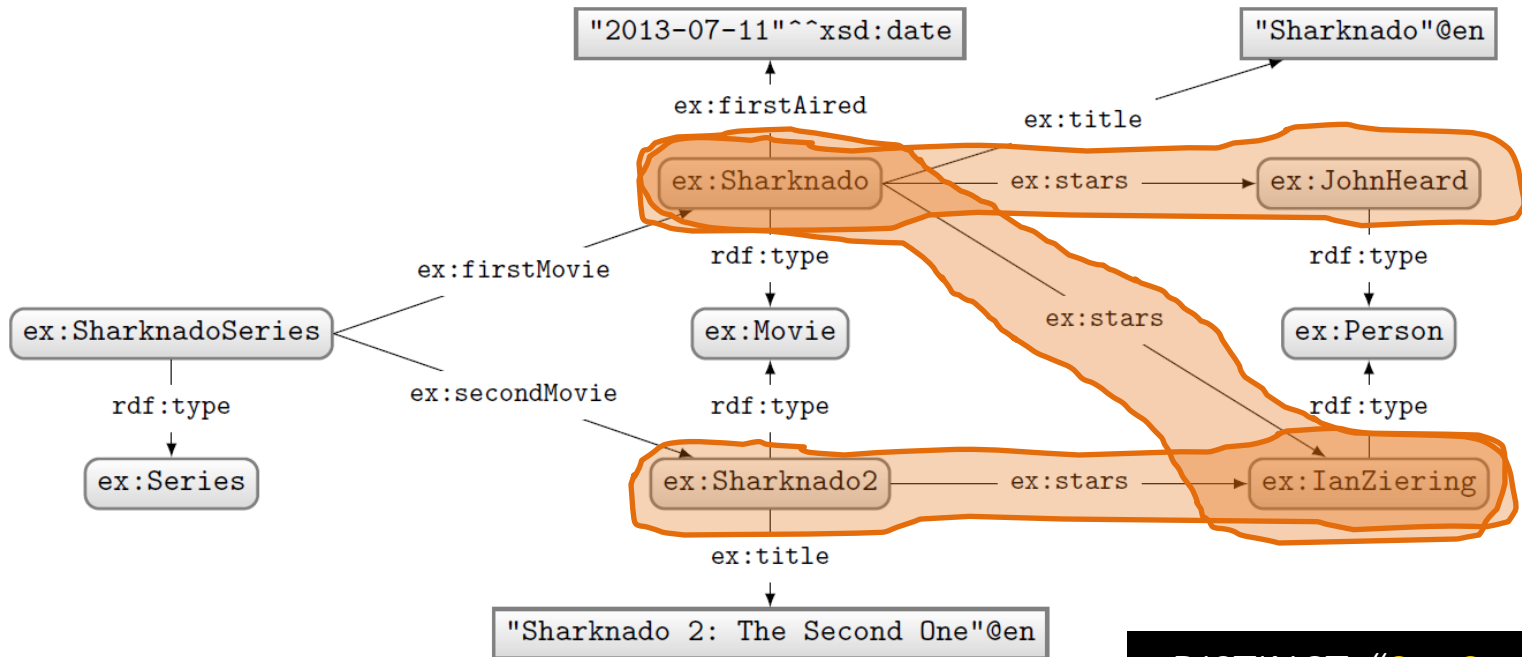 "2013-07-11"^^xsd:date
"Sharknado"@en
ex:firstAired
ex:title
ex:Sharknado
ex:stars
ex:JohnHeard
ex:firstMovie
rdf:type
rdf:type
ex:SharknadoSeries
ex:Movie
ex:stars
ex:Person
rdf:type
ex:secondMovie
rdf:type
rdf:type
ex:Series
ex:Sharknado2
ex:stars
ex:IanZiering
ex:title
"Sharknado 2: The Second One"@en